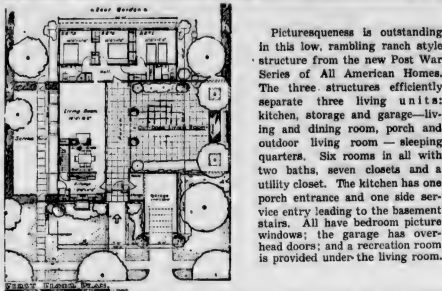 Door Garden
Hall
Living Room
FIRST FLOOR PLAN
Picturesqueness is outstanding
in this low, rambling ranch style
structure from the new Post War
Series of All American Homes.
The three structures efficiently
separate three living units:
kitchen, storage and garage—liv-
ing and dining room, porch and
outdoor living room — sleeping
quarters. Six rooms in all with
two baths, seven closets and a
utility closet. The kitchen has one
porch entrance and one side ser-
vice entry leading to the basement
stairs. All have bedroom picture
windows; the garage has over-
head doors; and a recreation room
is provided under the living room.